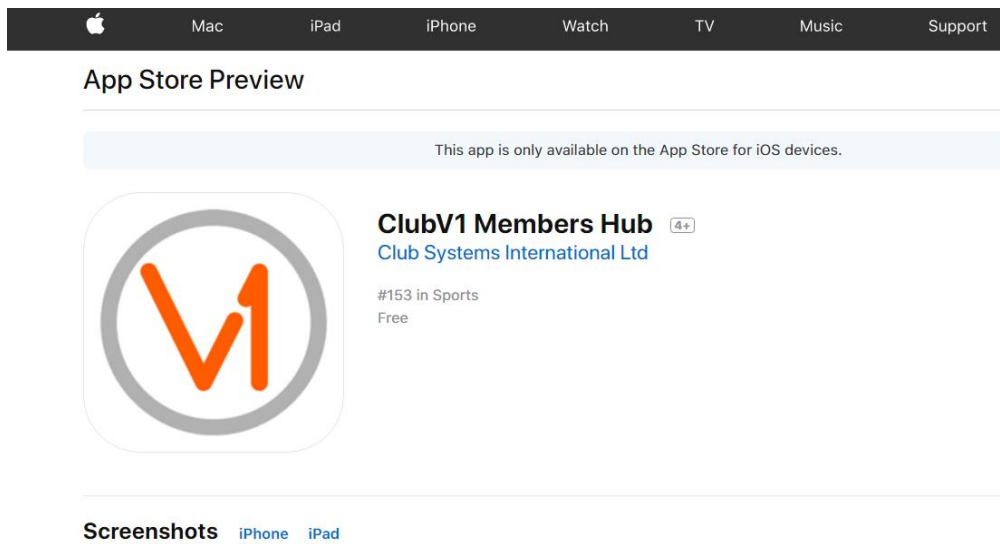 Mac iPad iPhone Watch TV Music Support
App Store Preview
This app is only available on the App Store for iOS devices.
V1
ClubV1 Members Hub 4+
Club Systems International Ltd
#153 in Sports
Free
Screenshots iPhone iPad